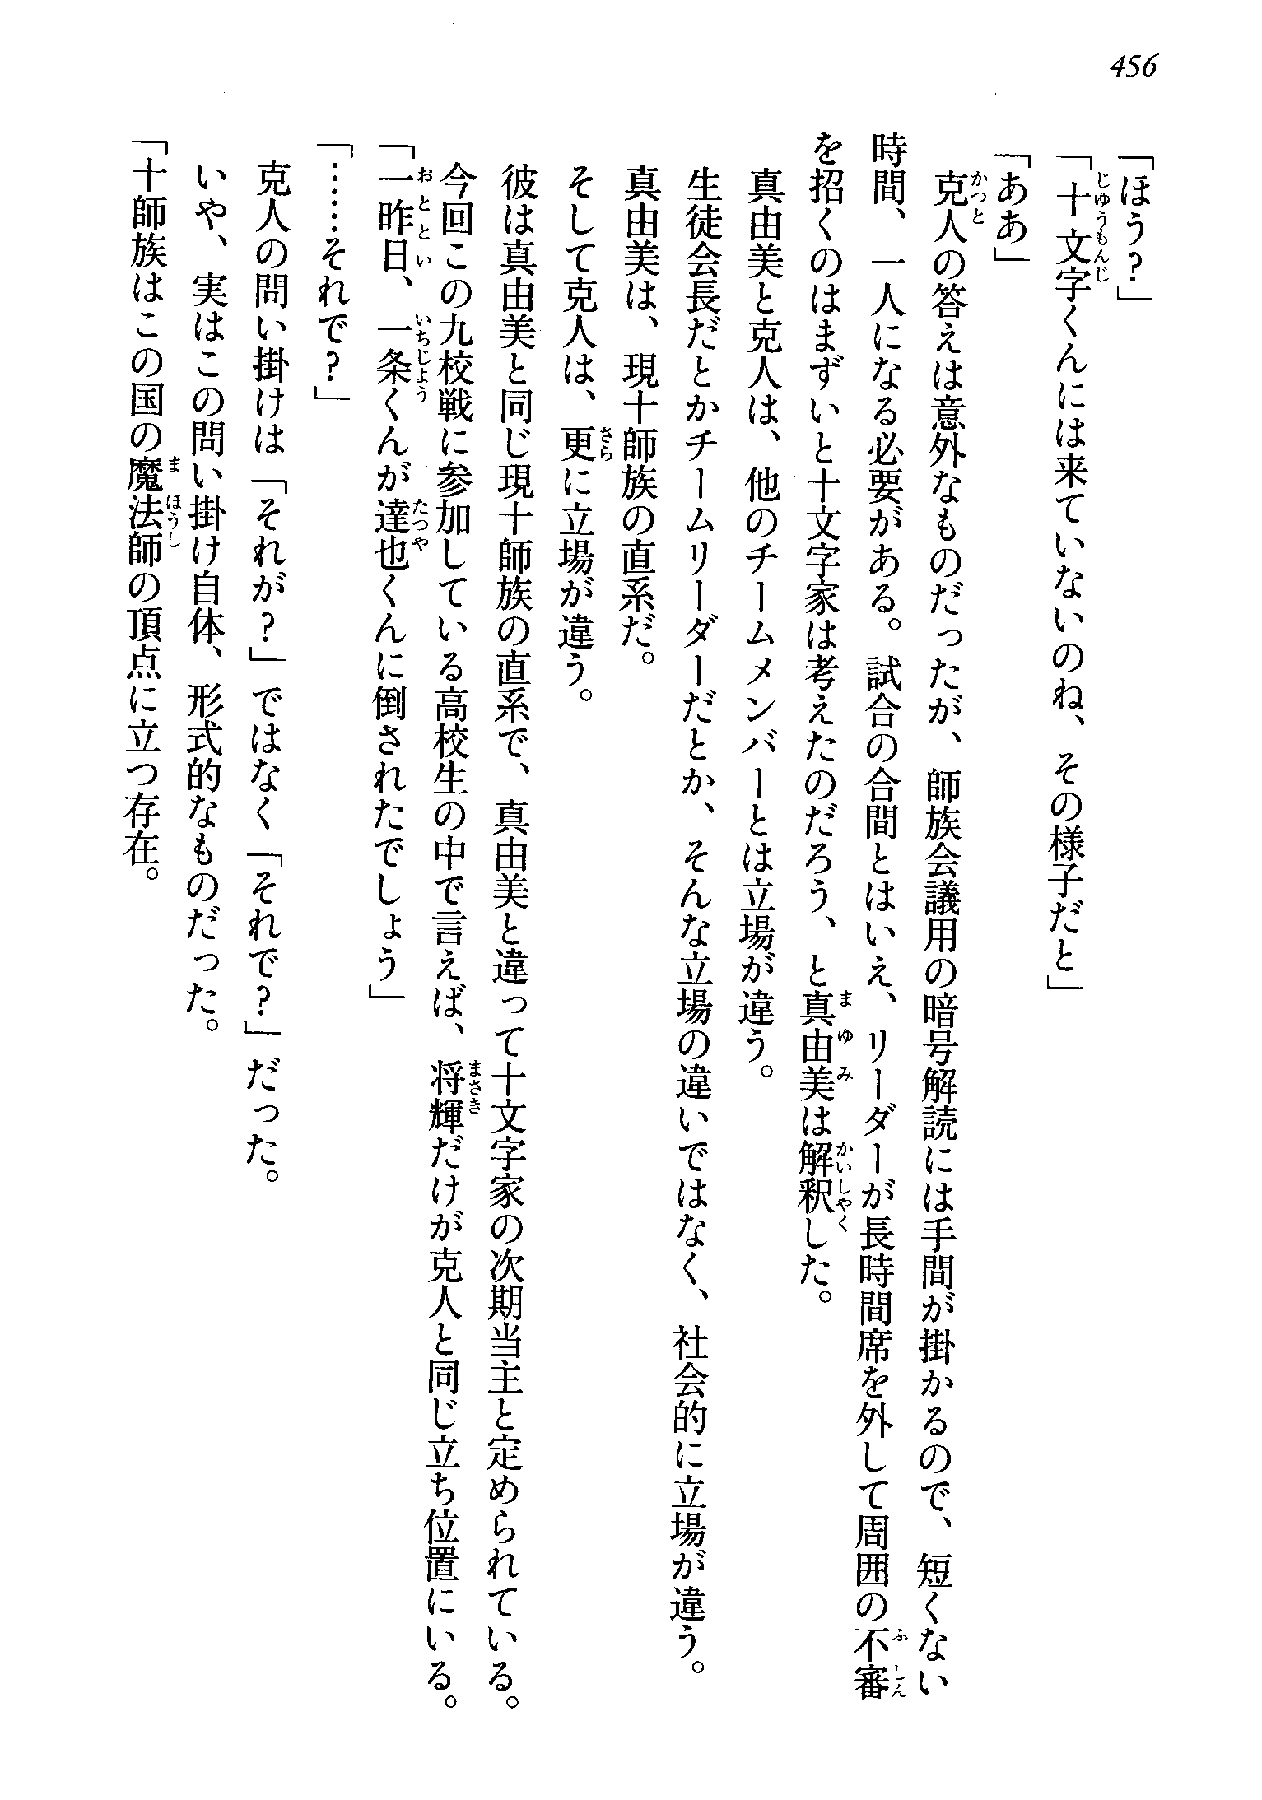 456
「ほう?」
「十文字くんには来ていないのね、その様子だと」
「ああ」
克人の答えは意外なものだったが、師族会議用の暗号解読には手間が掛かるので、短くない
時間、一人になる必要がある。試合の合間とはいえ、リーダーが長時間席を外して周囲の不審
を招くのはまずいと十文字家は考えたのだろう、と真由美は解釈した。
真由美と克人は、他のチームメンバーとは立場が違う。
生徒会長だとかチームリーダーだとか、そんな立場の違いではなく、社会的に立場が違う。
真由美は、現十師族の直系だ。
そして克人は、更に立場が違う。
彼は真由美と同じ現十師族の直系で、真由美と違って十文字家の次期当主と定められている。
今回この九校戦に参加している高校生の中で言えば、将輝だけが克人と同じ立ち位置にいる。
「一昨日、一条くんが達也くんに倒されたでしょう」
「……それで?」
克人の問い掛けは「それが?」ではなく「それで?」だった。
いや、実はこの問い掛け自体、形式的なものだった。
「十師族はこの国の魔法師の頂点に立つ存在。